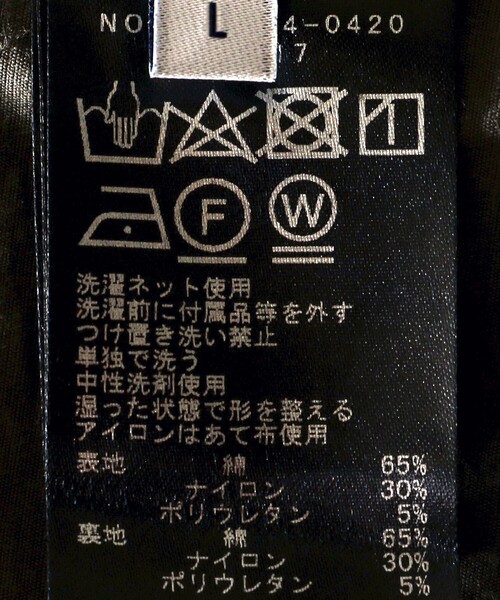 L
NO 4-0420
7
F
W
洗濯ネット使用
洗濯前に付属品等を外す
つけ置き洗い禁止
単独で洗う
中性洗剤使用
湿った状態で形を整える
アイロンはあて布使用
表地 綿 65%
ナイロン 30%
ポリウレタン 5%
裏地 綿 65%
ナイロン 30%
ポリウレタン 5%